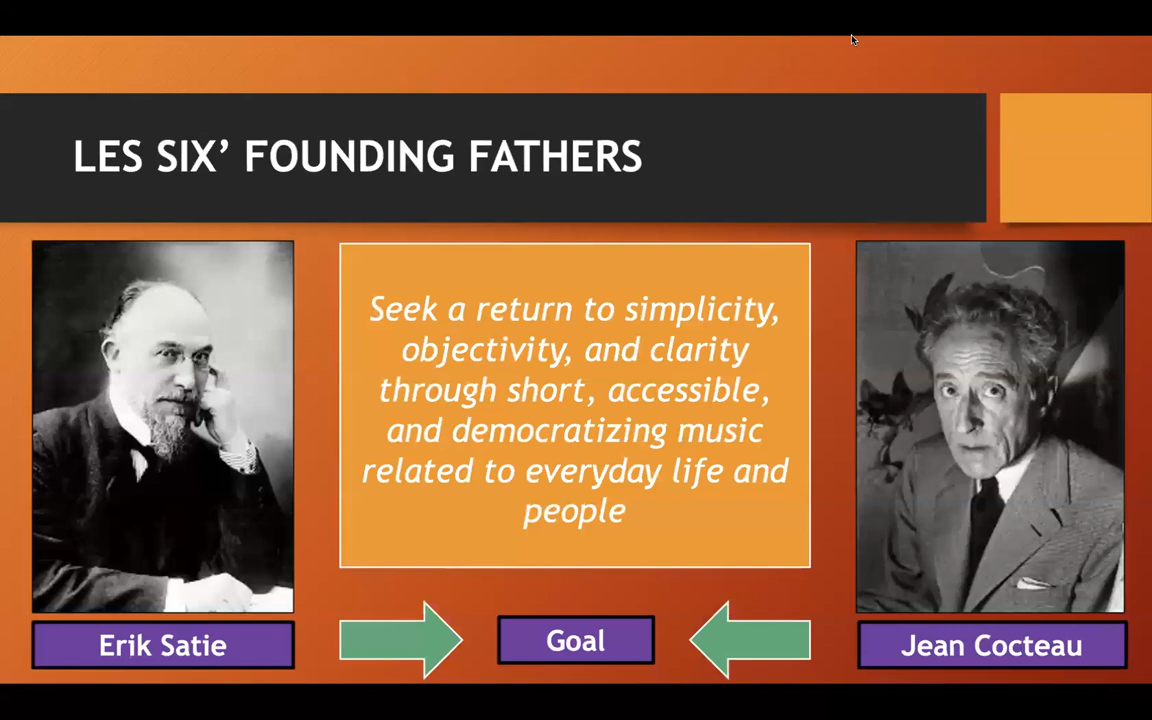 LES SIX’ FOUNDING FATHERS
Seek a return to simplicity,
objectivity, and clarity
through short, accessible,
and democratizing music
related to everyday life and
people
Erik Satie
Goal
Jean Cocteau